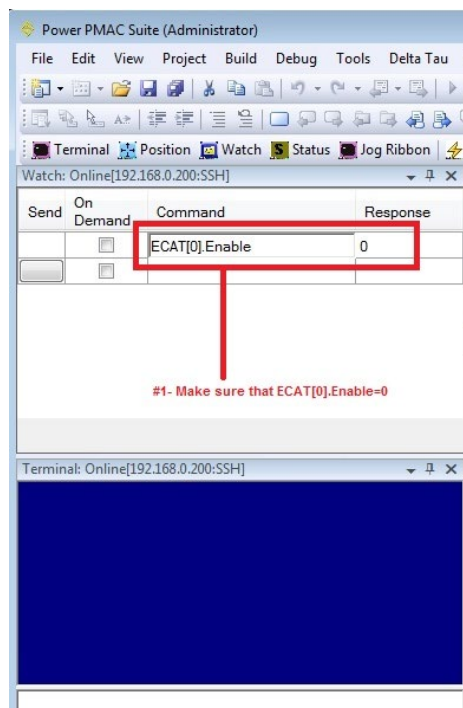 Power PMAC Suite (Administrator)
File Edit View Project Build Debug Tools Delta Tau
Terminal Position Watch Status Jog Ribbon
Watch: Online[192.168.0.200:SSH]
Send On Demand Command Response
ECAT[0].Enable 0
#1- Make sure that ECAT[0].Enable=0
Terminal: Online[192.168.0.200:SSH]